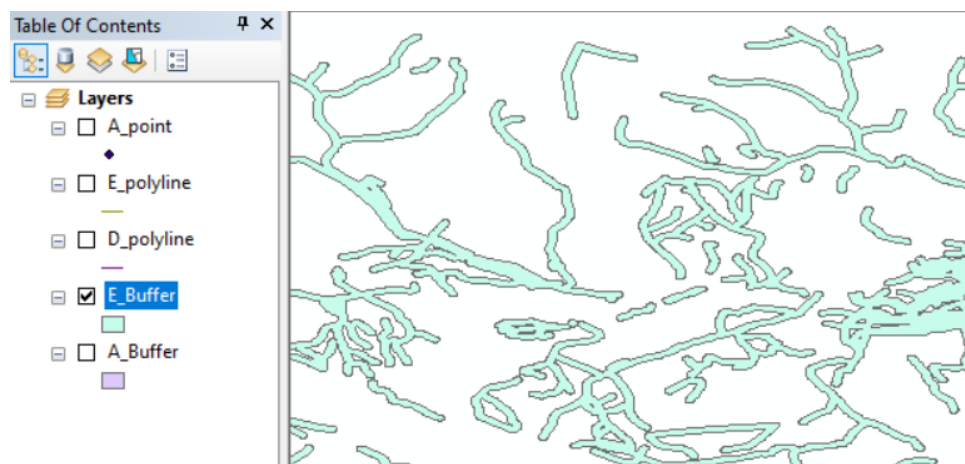 Table Of Contents
Layers
A_point
E_polyline
D_polyline
E_Buffer
A_Buffer